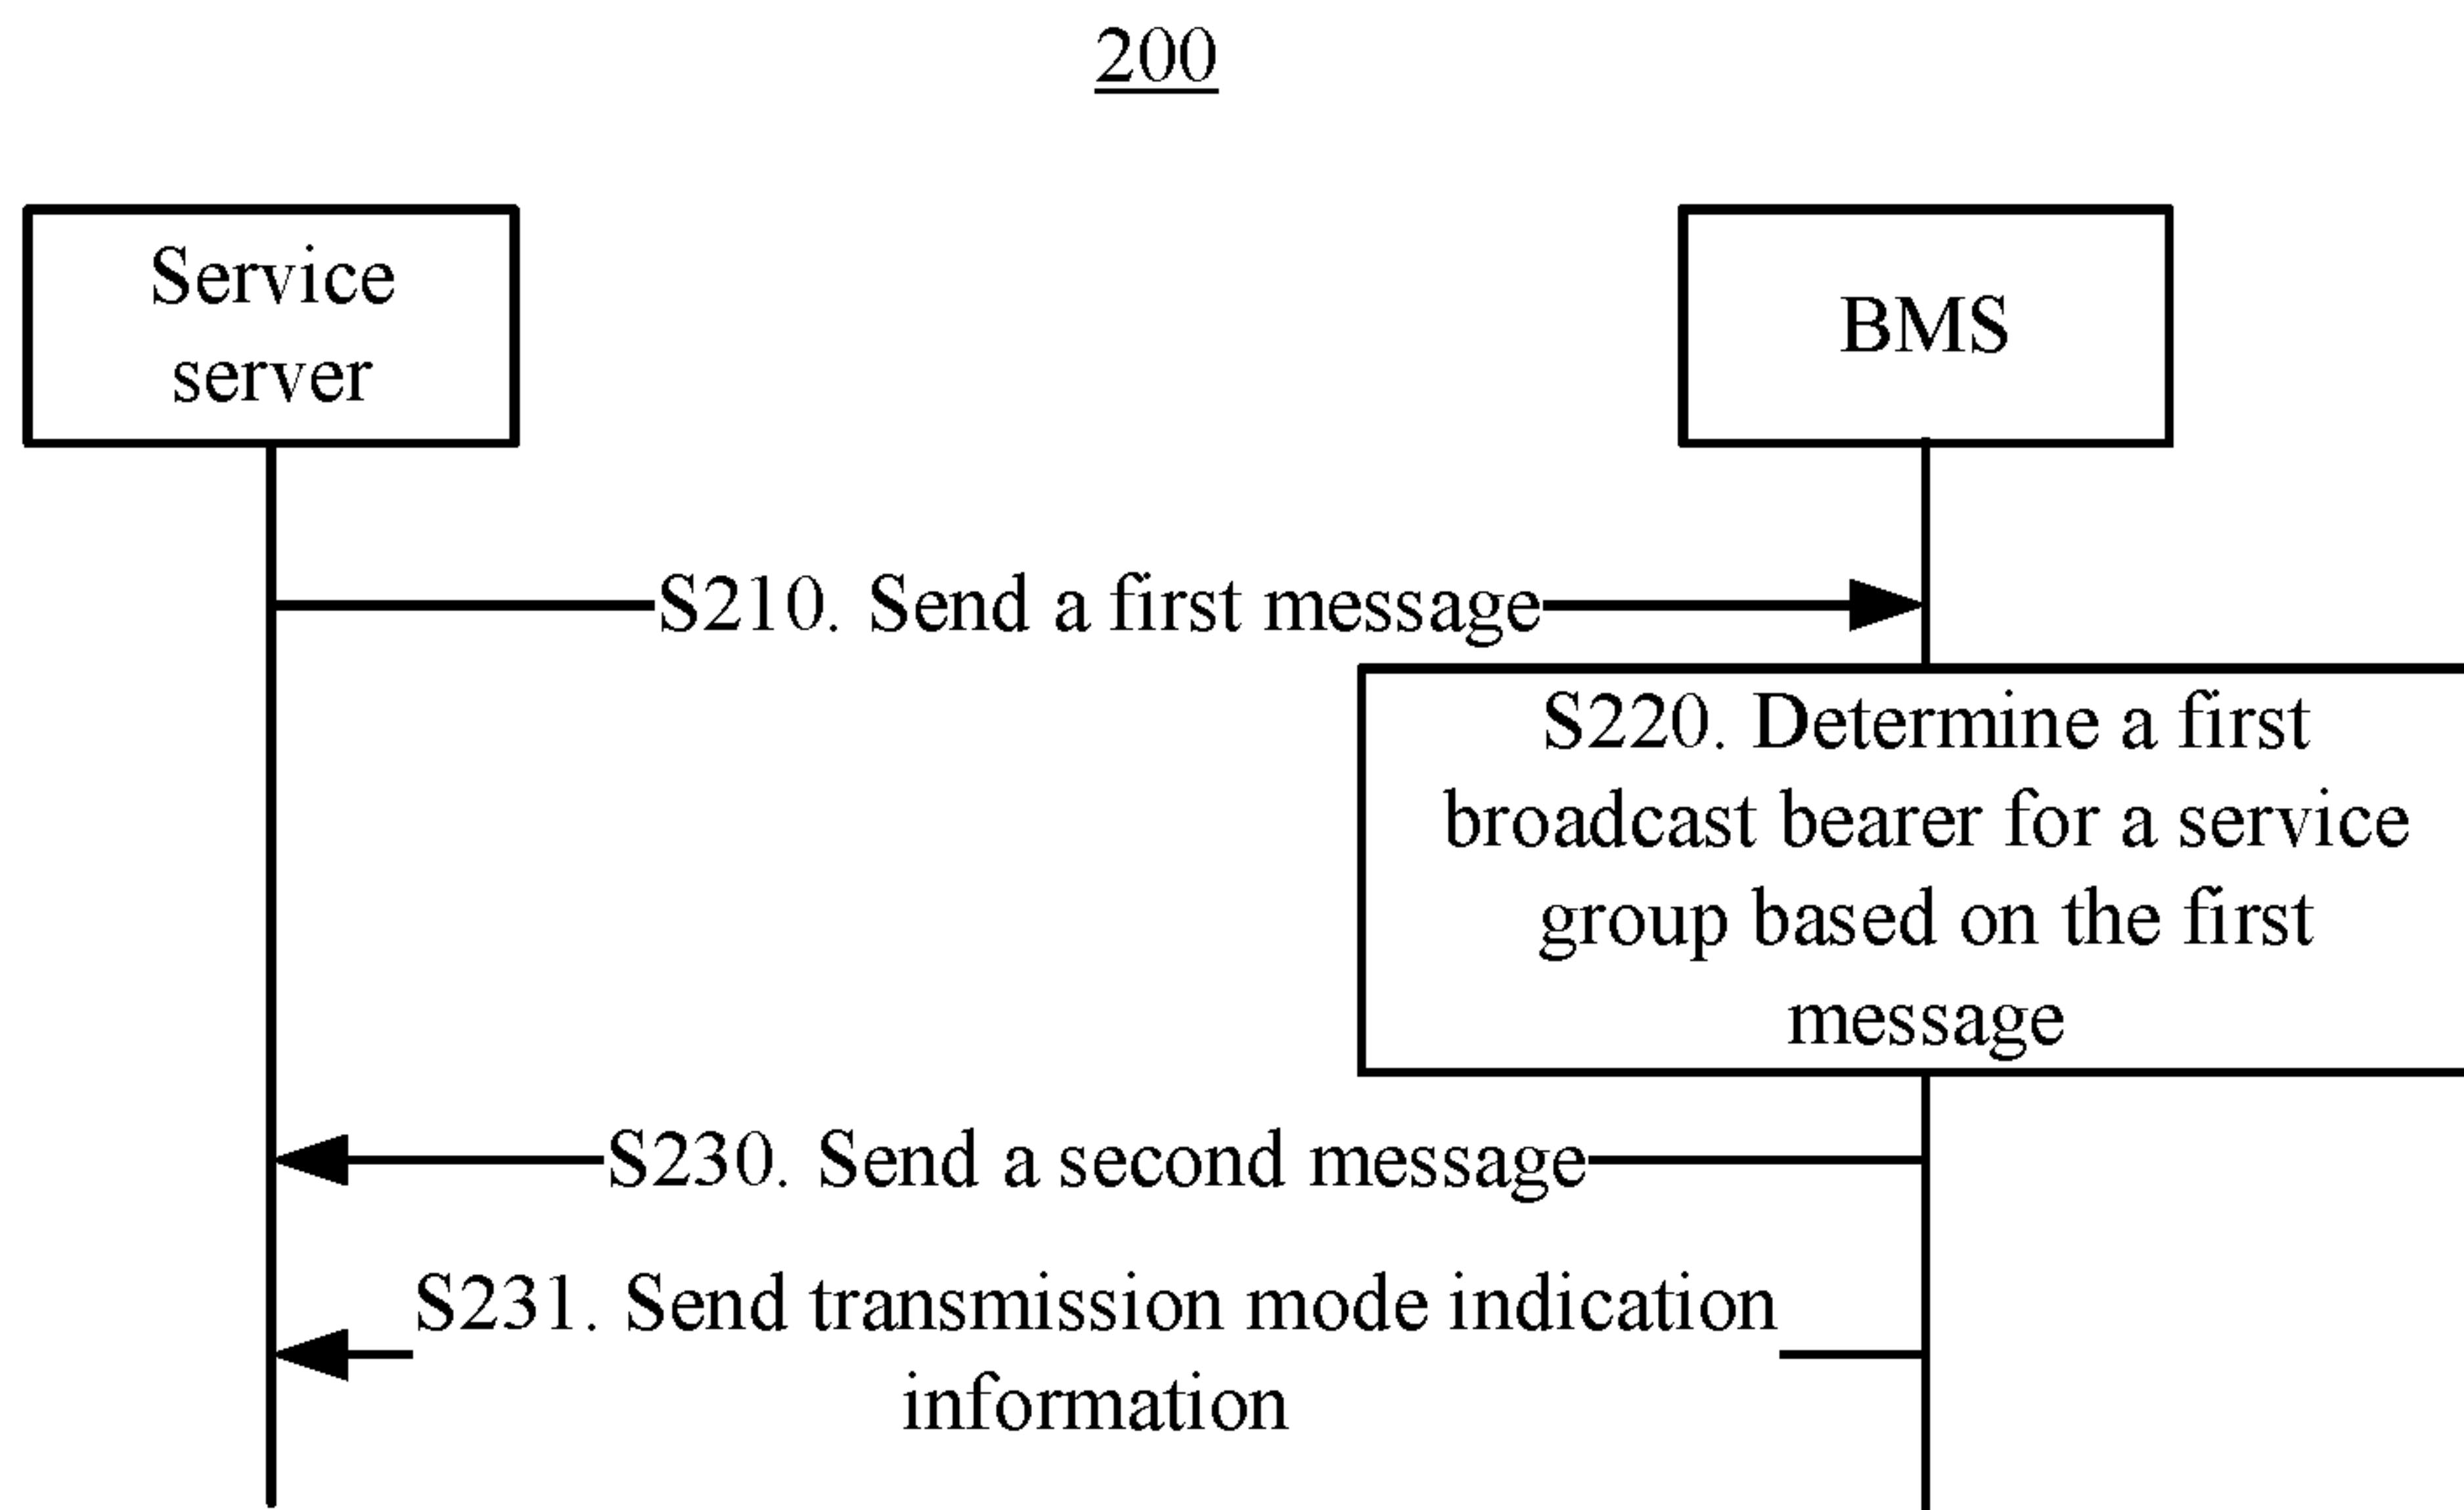 200
Service
server
BMS
S210. Send a first message
S220. Determine a first
broadcast bearer for a service
group based on the first
message
S230. Send a second message
S231. Send transmission mode indication
information